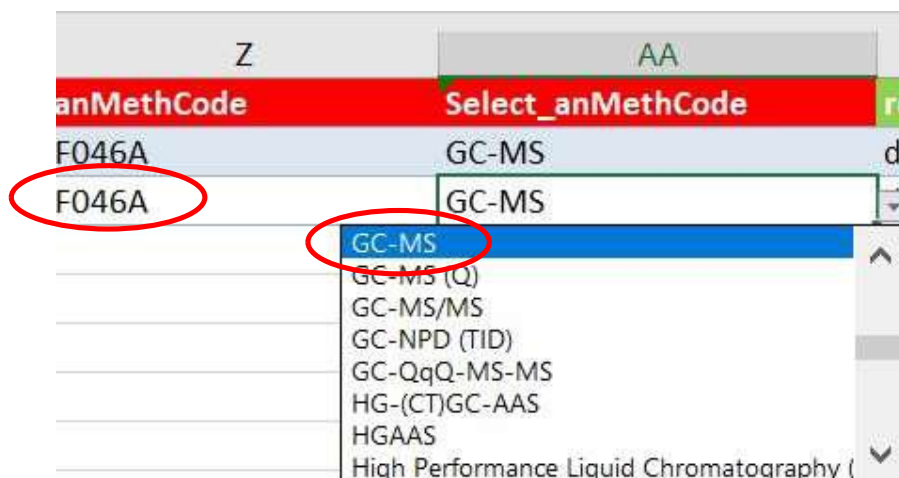 Z AA
anMethCode Select_anMethCode
F046A GC-MS d
F046A GC-MS
GC-MS
GC-MS (Q)
GC-MS/MS
GC-NPD (TID)
GC-QqQ-MS-MS
HG-(CT)GC-AAS
HGAAS
High Performance Liquid Chromatography (